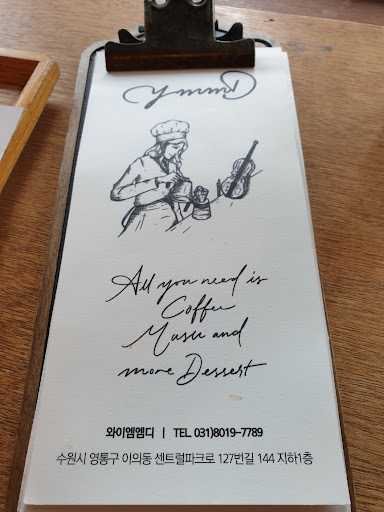 Ymmd
All you need is
Coffee
Music and
more Dessert
와이엠엠디 | TEL 031)8019-7789
수원시 영통구 이의동 센트럴파크로 127번길 144 지하1층